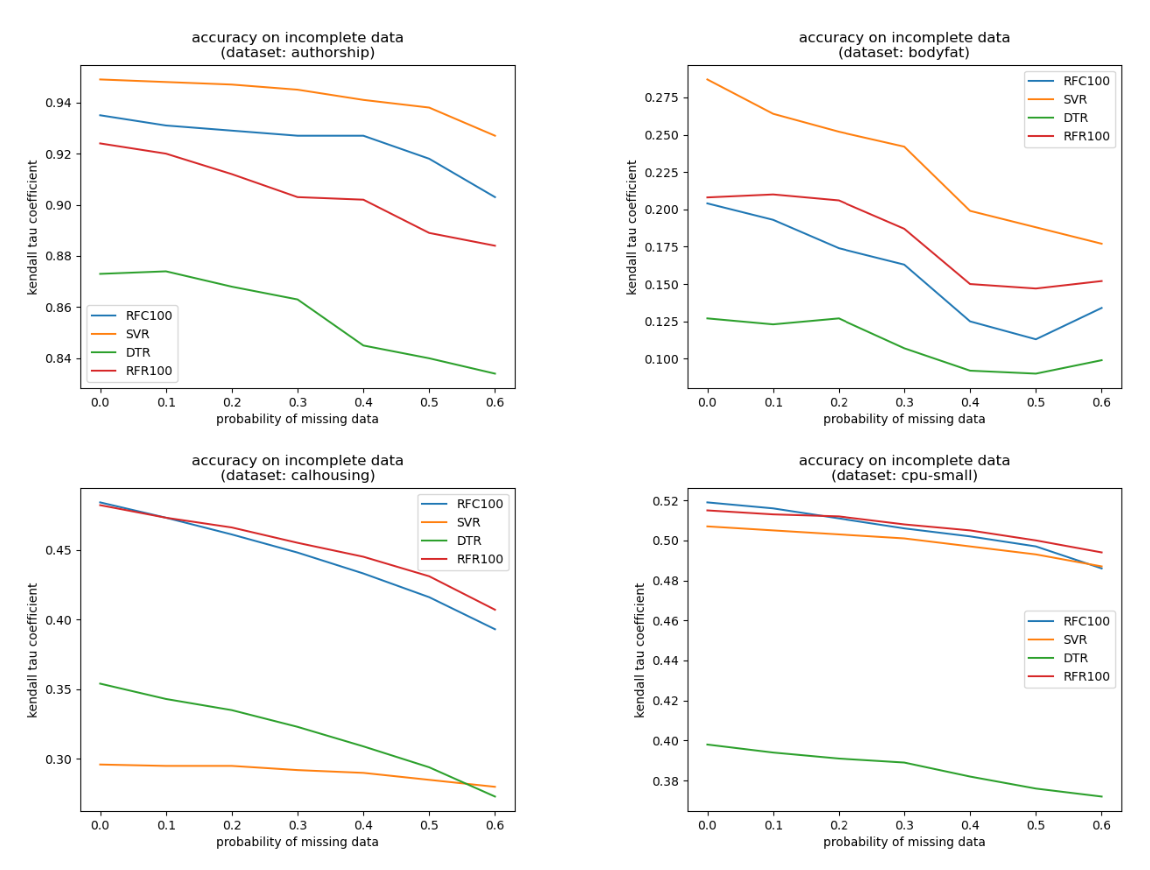 accuracy on incomplete data
(dataset: authorship)
kendall tau coefficient
0.94
0.92
0.90
0.88
0.86
0.84
RFC100
SVR
DTR
RFR100
0.0 0.1 0.2 0.3 0.4 0.5 0.6
probability of missing data
accuracy on incomplete data
(dataset: bodyfat)
kendall tau coefficient
0.275
0.250
0.225
0.200
0.175
0.150
0.125
0.100
RFC100
SVR
DTR
RFR100
0.0 0.1 0.2 0.3 0.4 0.5 0.6
probability of missing data
accuracy on incomplete data
(dataset: calhousing)
kendall tau coefficient
0.45
0.40
0.35
0.30
RFC100
SVR
DTR
RFR100
0.0 0.1 0.2 0.3 0.4 0.5 0.6
probability of missing data
accuracy on incomplete data
(dataset: cpu-small)
kendall tau coefficient
0.52
0.50
0.48
0.46
0.44
0.42
0.40
0.38
RFC100
SVR
DTR
RFR100
0.0 0.1 0.2 0.3 0.4 0.5 0.6
probability of missing data